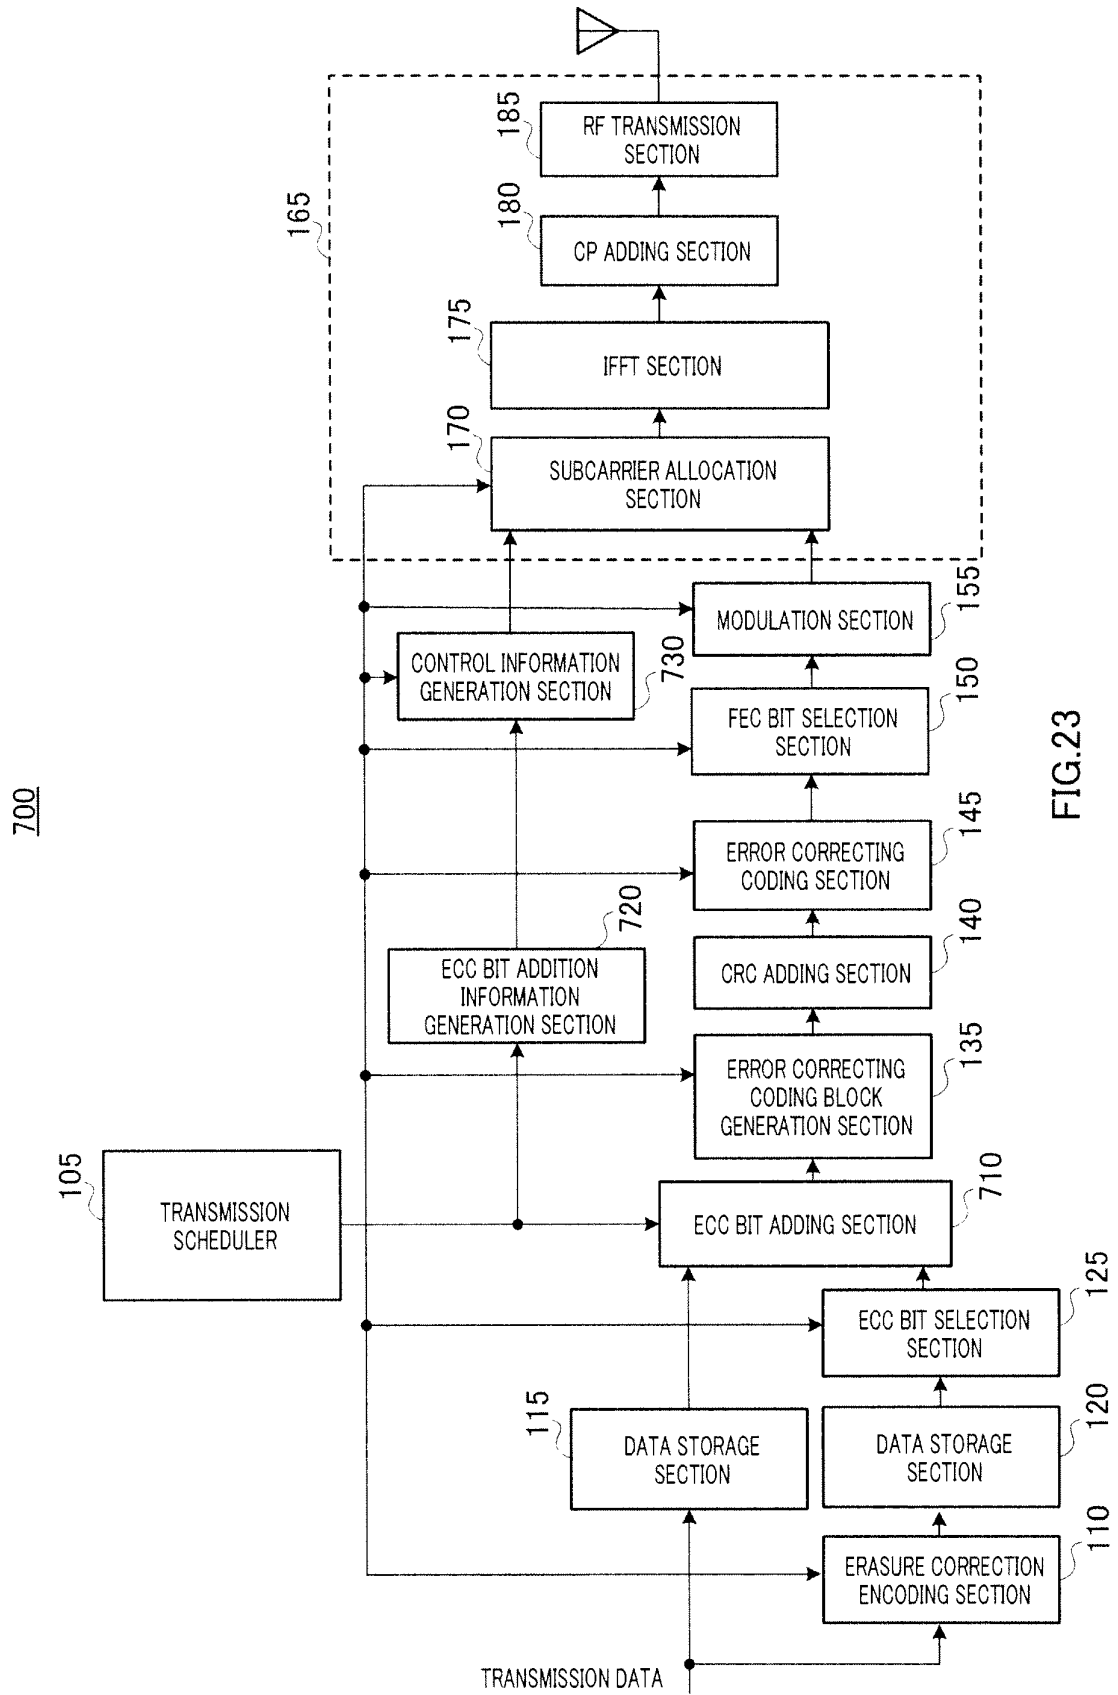 700
165
185
RF TRANSMISSION
SECTION
180
CP ADDING SECTION
175
IFFT SECTION
170
SUBCARRIER ALLOCATION
SECTION
MODULATION SECTION
155
CONTROL INFORMATION
GENERATION SECTION
730
FEC BIT SELECTION
SECTION
150
ERROR CORRECTING
CODING SECTION
145
720
ECC BIT ADDITION
INFORMATION
GENERATION SECTION
CRC ADDING SECTION
140
ERROR CORRECTING
CODING BLOCK
GENERATION SECTION
135
105
TRANSMISSION
SCHEDULER
ECC BIT ADDING SECTION
710
ECC BIT SELECTION
SECTION
125
115
DATA STORAGE
SECTION
DATA STORAGE
SECTION
120
ERASURE CORRECTION
ENCODING SECTION
110
TRANSMISSION DATA
FIG.23